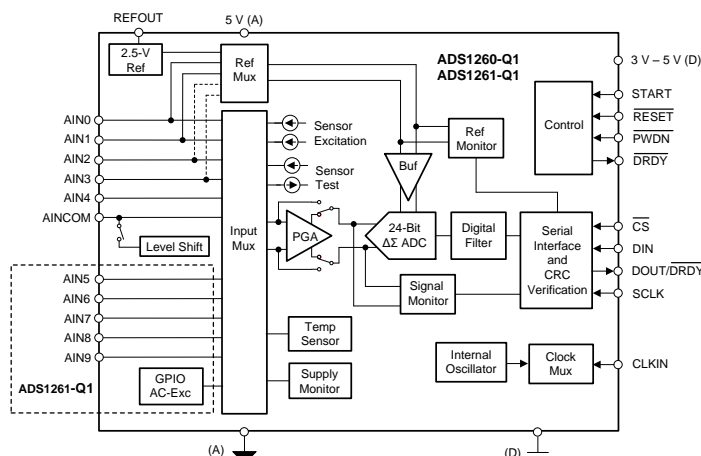 REFOUT
5 V (A)
2.5-V
Ref
Ref
Mux
ADS1260-Q1
ADS1261-Q1
3 V – 5 V (D)
START
RESET
PWDN
DRDY
Control
AIN0
AIN1
AIN2
AIN3
AIN4
AINCOM
Level Shift
Input
Mux
Sensor
Excitation
Sensor
Test
Ref
Monitor
Buf
PGA
24-Bit
ΔΣ ADC
Digital
Filter
Serial
Interface
and
CRC
Verification
CS
DIN
DOUT/DRDY
SCLK
Signal
Monitor
AIN5
AIN6
AIN7
AIN8
AIN9
ADS1261-Q1
GPIO
AC-Exc
Temp
Sensor
Supply
Monitor
Internal
Oscillator
Clock
Mux
CLKIN
(A)
(D)